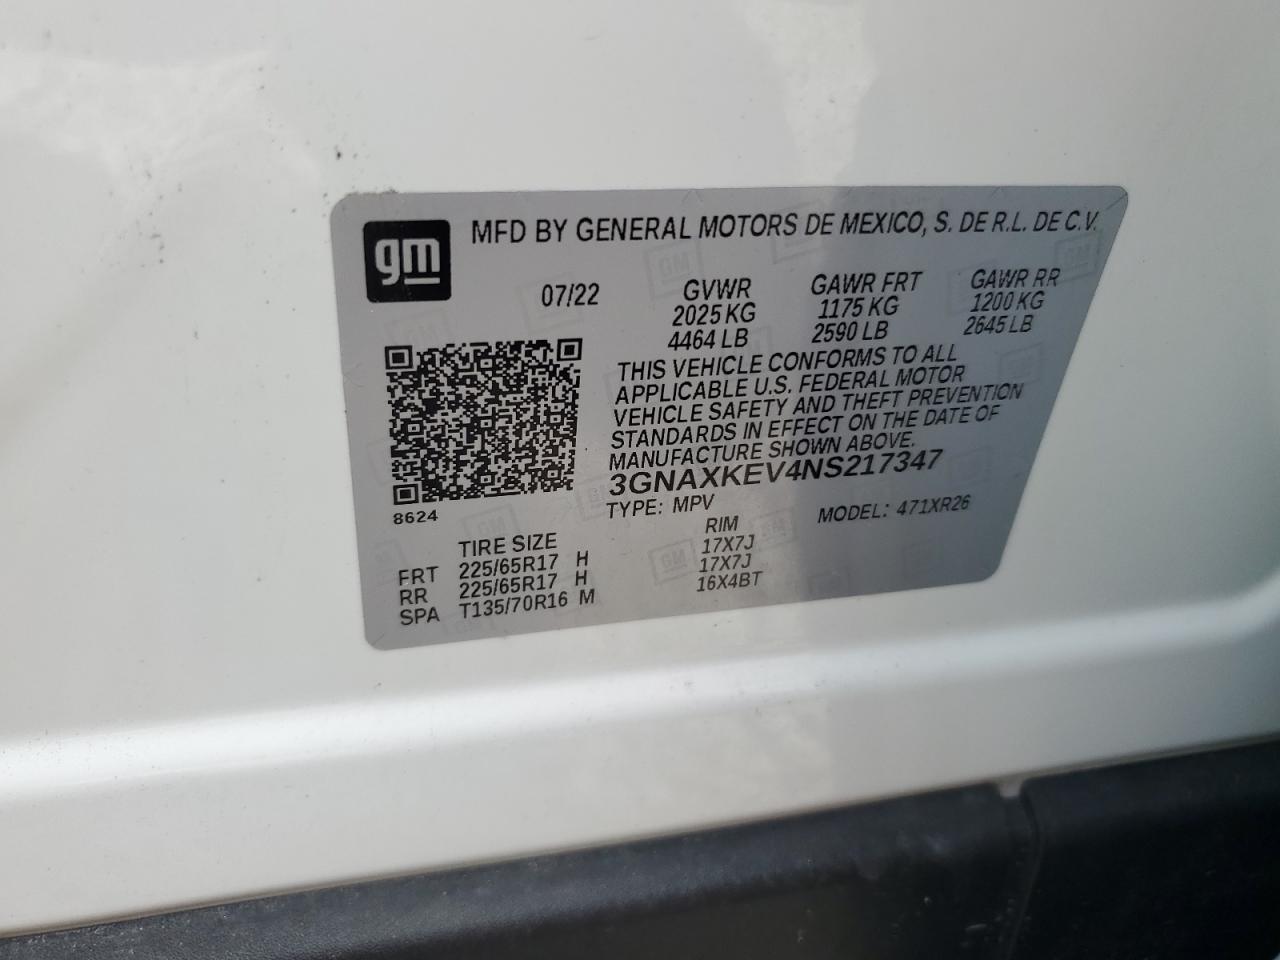 gm
MFD BY GENERAL MOTORS DE MEXICO, S. DE R.L. DE C.V.
07/22 GVWR GAWR FRT GAWR RR
2025 KG 1175 KG 1200 KG
4464 LB 2590 LB 2645 LB
THIS VEHICLE CONFORMS TO ALL
APPLICABLE U.S. FEDERAL MOTOR
VEHICLE SAFETY AND THEFT PREVENTION
STANDARDS IN EFFECT ON THE DATE OF
MANUFACTURE SHOWN ABOVE.
3GNAXKEV4NS217347
8624 TYPE: MPV MODEL: 471XR26
TIRE SIZE RIM
FRT 225/65R17 H 17X7J
RR 225/65R17 H 17X7J
SPA T135/70R16 M 16X4BT